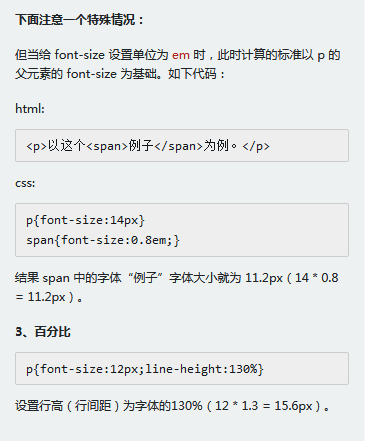 下面注意一个特殊情况：
但当给 font-size 设置单位为 em 时，此时计算的标准以 p 的
父元素的 font-size 为基础。如下代码：
html:
<p>以这个<span>例子</span>为例。</p>
css:
p{font-size:14px}
span{font-size:0.8em;}
结果 span 中的字体“例子”字体大小就为 11.2px（14 * 0.8
= 11.2px）。
3、百分比
p{font-size:12px;line-height:130%}
设置行高（行间距）为字体的130%（12 * 1.3 = 15.6px）。